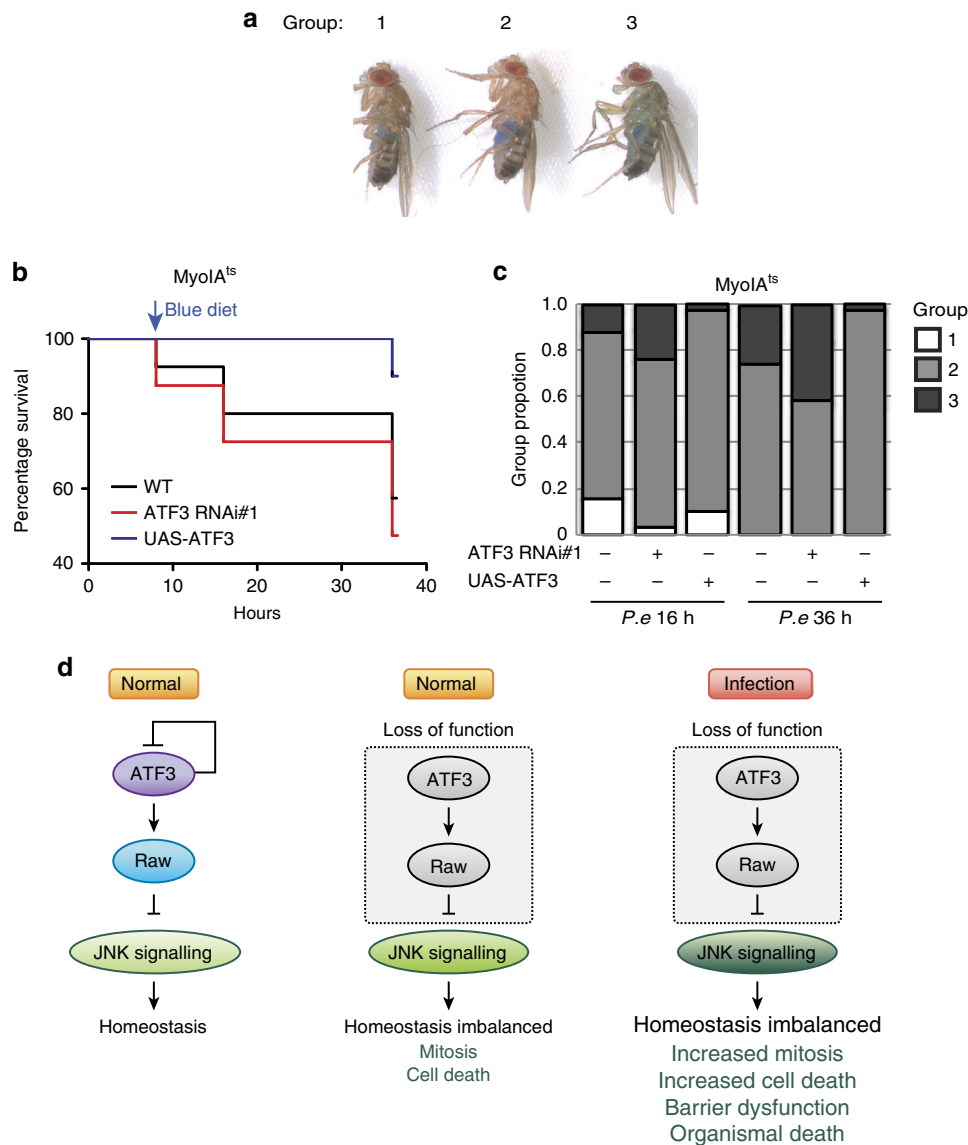 a Group: 1 2 3
b
MyoIAts
Blue diet
Percentage survival
100
80
60
40
WT
ATF3 RNAi#1
UAS-ATF3
0 10 20 30 40
Hours
c
MyoIAts
Group propotion
1.0
0.8
0.6
0.4
0.2
0
Group
1
2
3
ATF3 RNAi#1 – + – – + –
UAS-ATF3 – – + – – +
P.e 16 h P.e 36 h
d
Normal
ATF3
Raw
JNK signalling
Homeostasis
Normal
Loss of function
ATF3
Raw
JNK signalling
Homeostasis imbalanced
Mitosis
Cell death
Infection
Loss of function
ATF3
Raw
JNK signalling
Homeostasis imbalanced
Increased mitosis
Increased cell death
Barrier dysfunction
Organismal death